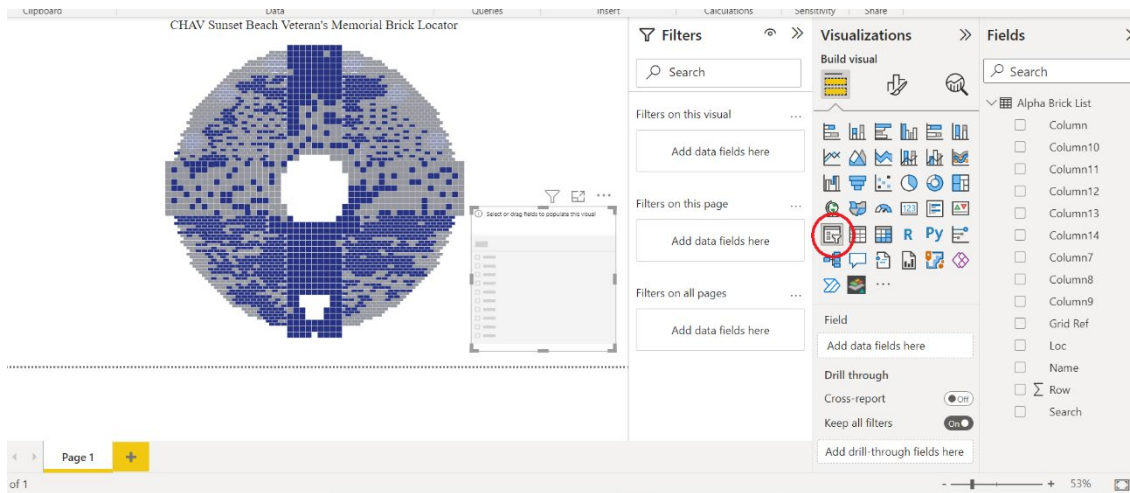 Clipboard Data Queries Insert Calculations Sensitivity Share
CHAV Sunset Beach Veteran's Memorial Brick Locator
Select or drag fields to populate this visual
Filters
Search
Filters on this visual ...
Add data fields here
Filters on this page ...
Add data fields here
Filters on all pages ...
Add data fields here
Visualizations
Build visual
123
R Py
...
Field
Add data fields here
Drill through
Cross-report Off
Keep all filters On
Add drill-through fields here
Fields
Search
Alpha Brick List
Column
Column10
Column11
Column12
Column13
Column14
Column7
Column8
Column9
Grid Ref
Loc
Name
Σ Row
Search
Page 1 +
of 1
- + 53%